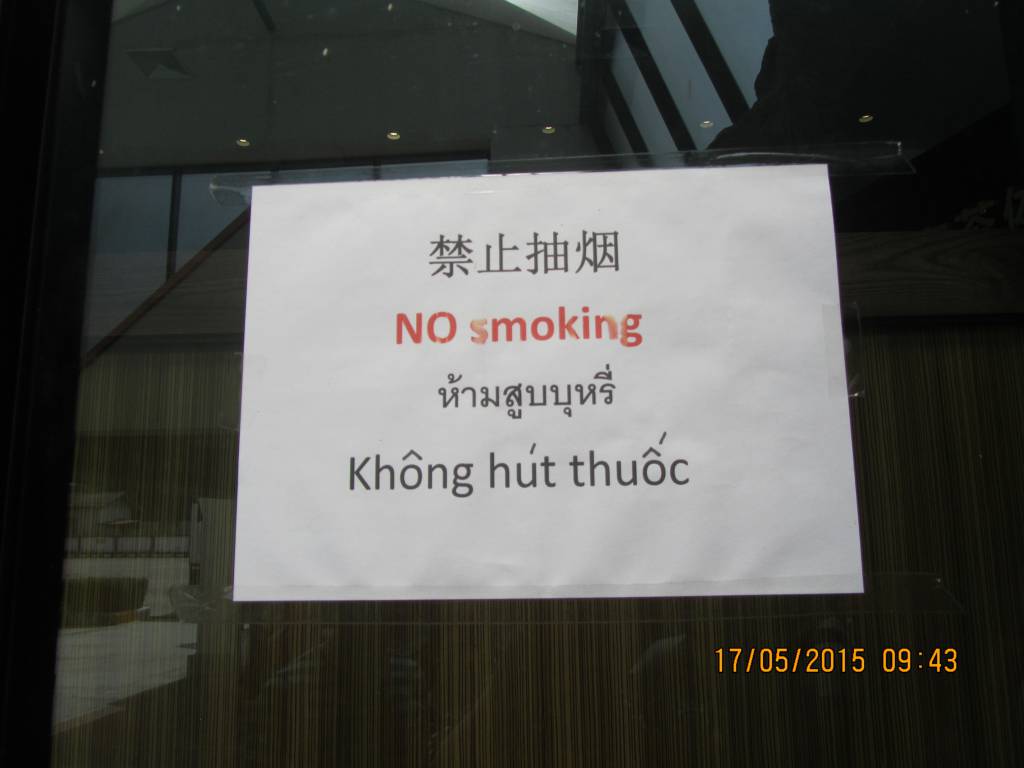 禁止抽烟
NO smoking
ห้ามสูบบุหรี่
Không hút thuốc
17/05/2015 09:43